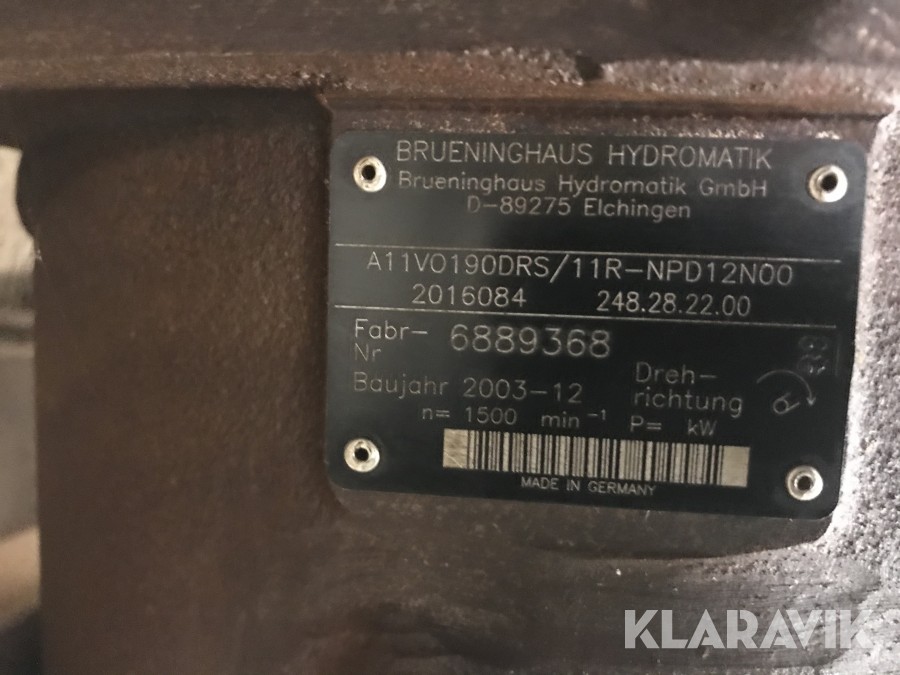 BRUENINGHAUS HYDROMATIK
Brueninghaus Hydromatik GmbH
D-89275 Elchingen
A11VO190DRS/11R-NPD12N00
2016084 248.28.22.00
Fabr-
Nr 6889368
Baujahr 2003-12
Dreh-
richtung
n= 1500 min-1 P= kW
MADE IN GERMANY
KLARAVIK